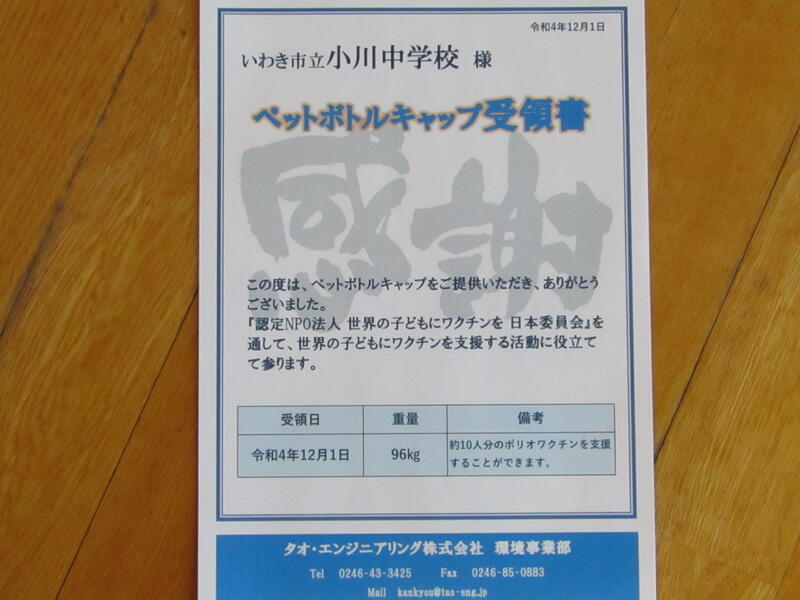 令和4年12月1日
いわき市立小川中学校 様
ペットボトルキャップ受領書
感謝
この度は、ペットボトルキャップをご提供いただき、ありがとう
ございました。
『認定NPO法人 世界の子どもにワクチンを 日本委員会』を
通して、世界の子どもにワクチンを支援する活動に役立て
て参ります。
受領日 重量 備考
令和4年12月1日 96kg 約10人分のポリオワクチンを支援
することができます。
タオ・エンジニアリング株式会社 環境事業部
Tel 0246-43-3425 Fax 0246-85-0883
Mail kankyou@tao-eng.jp